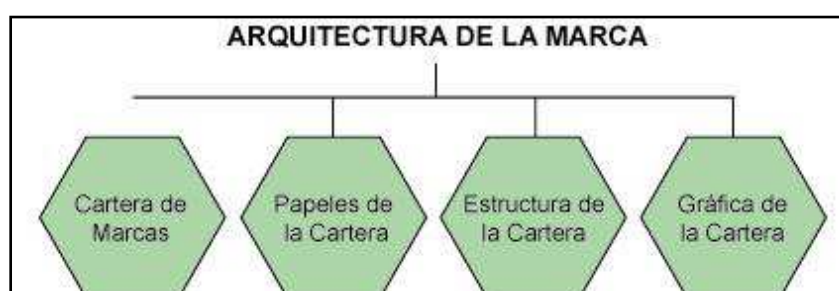 ARQUITECTURA DE LA MARCA
Cartera de
Marcas
Papeles de
la Cartera
Estructura de
la Cartera
Gráfica de
la Cartera